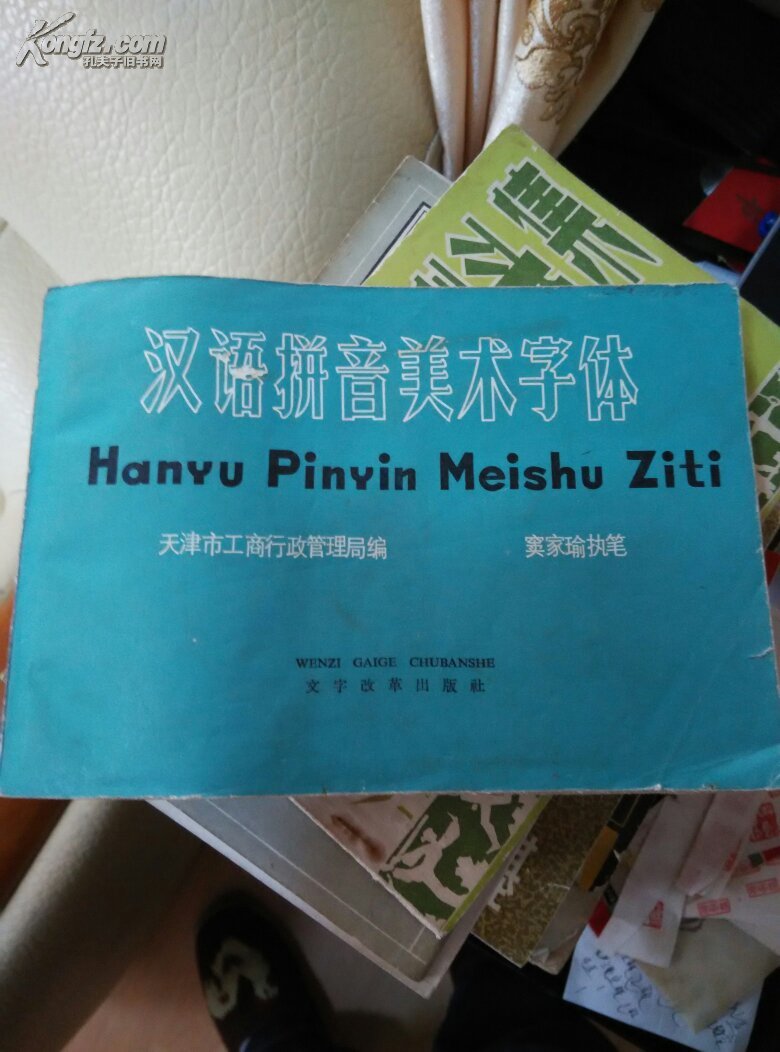 Kongfz.com
孔夫子旧书网
集
汉语拼音美术字体
Hanyu Pinyin Meishu Ziti
天津市工商行政管理局编 窦家瑜执笔
WENZI GAIGE CHUBANSHE
文字改革出版社